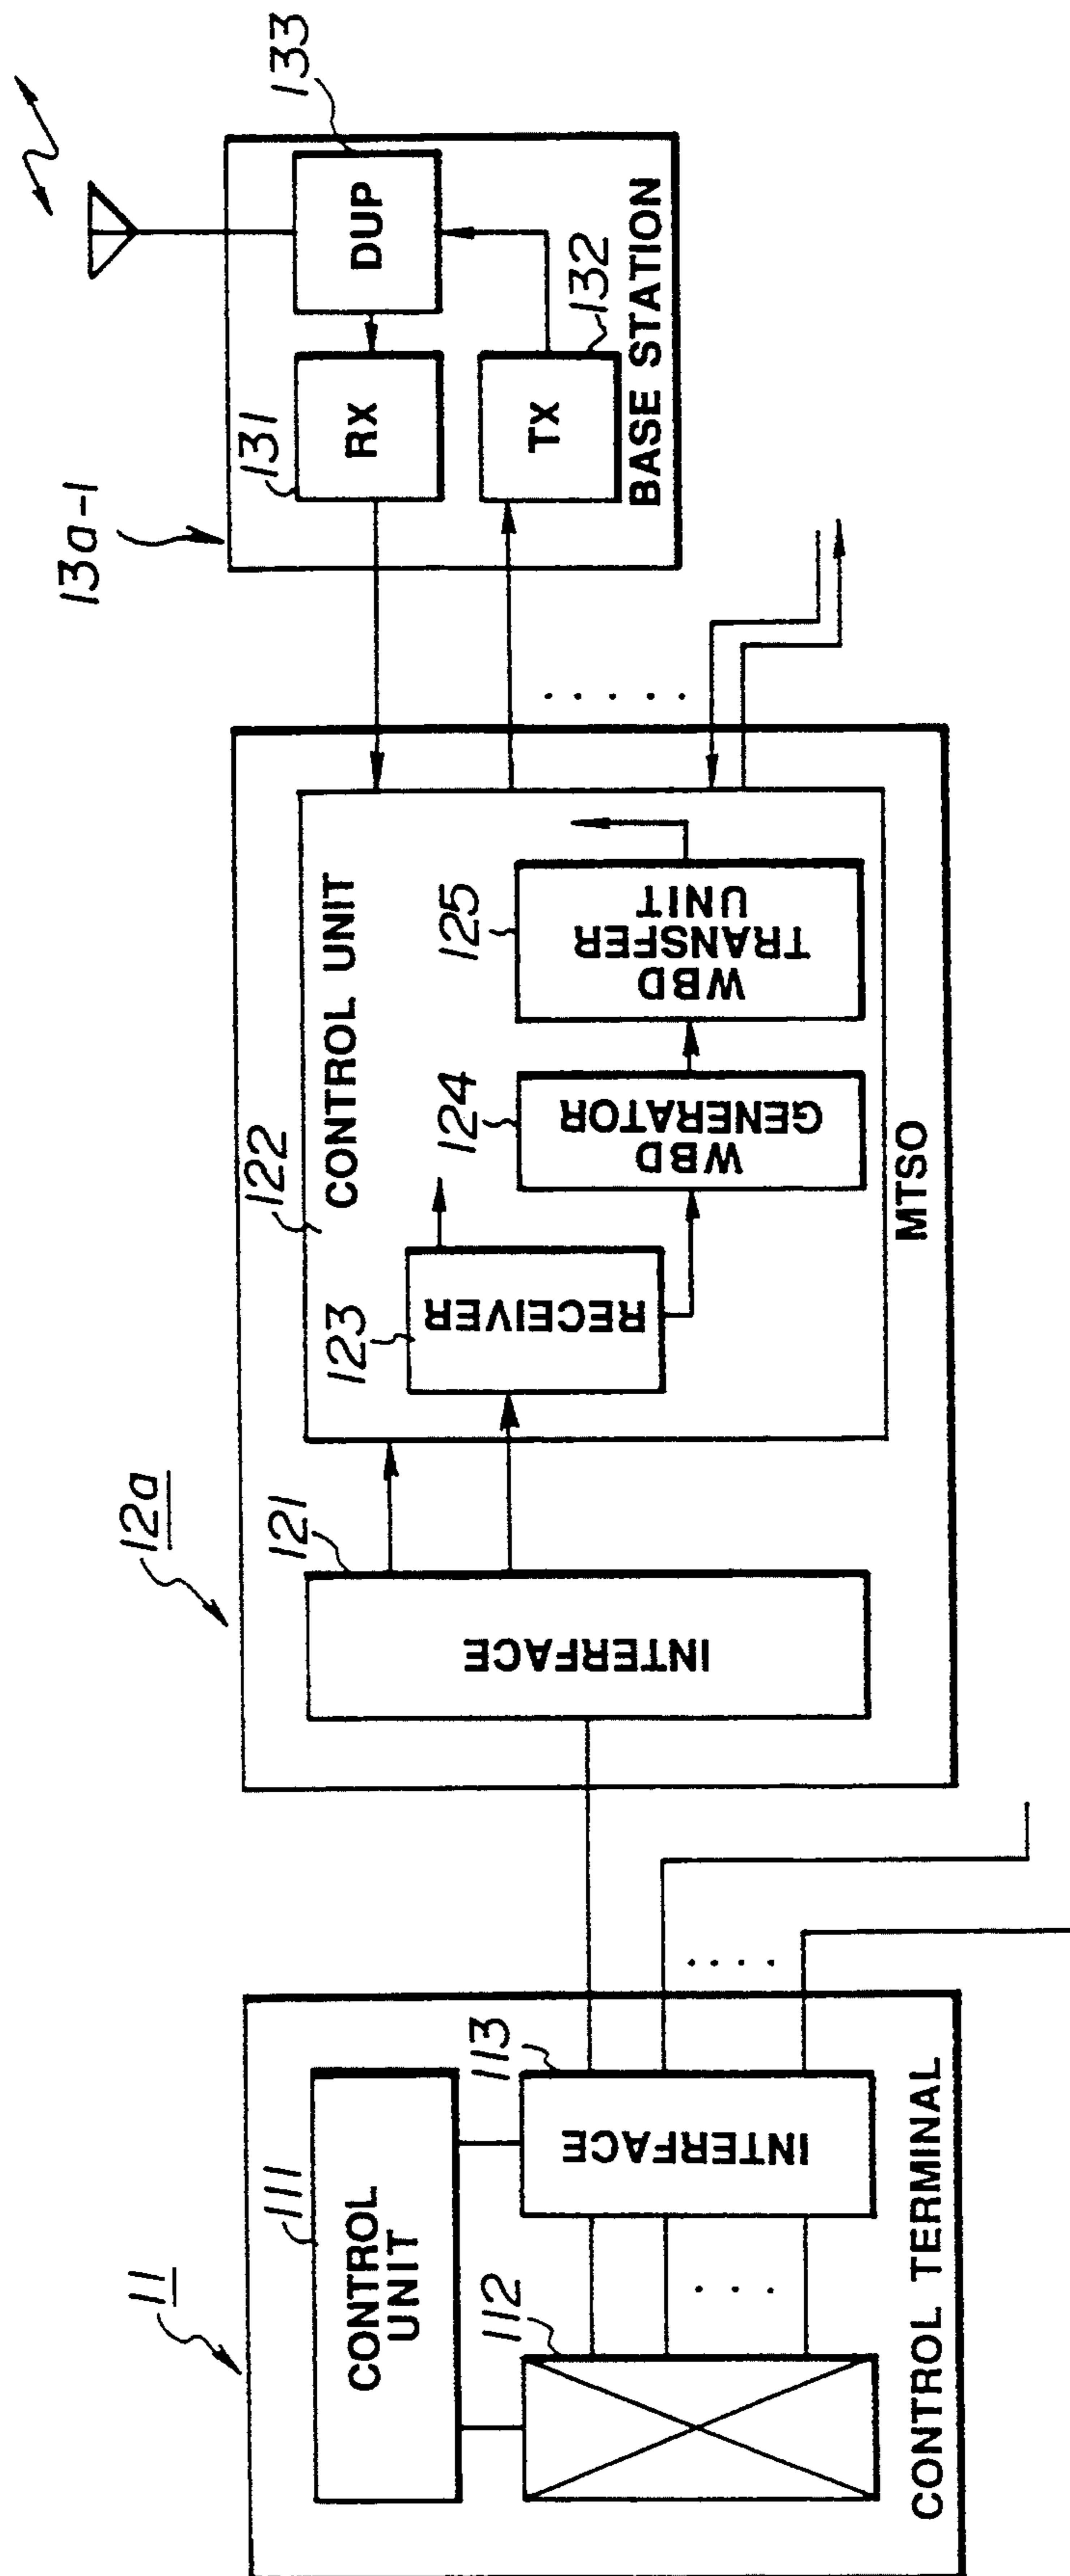 11
111
CONTROL
UNIT
112
113
INTERFACE
CONTROL TERMINAL
12a
121
INTERFACE
122
CONTROL UNIT
123
RECEIVER
124
WBD
GENERATOR
125
WBD
TRANSFER
UNIT
MTSO
13a-1
131
RX
TX
132
DUP
133
BASE STATION